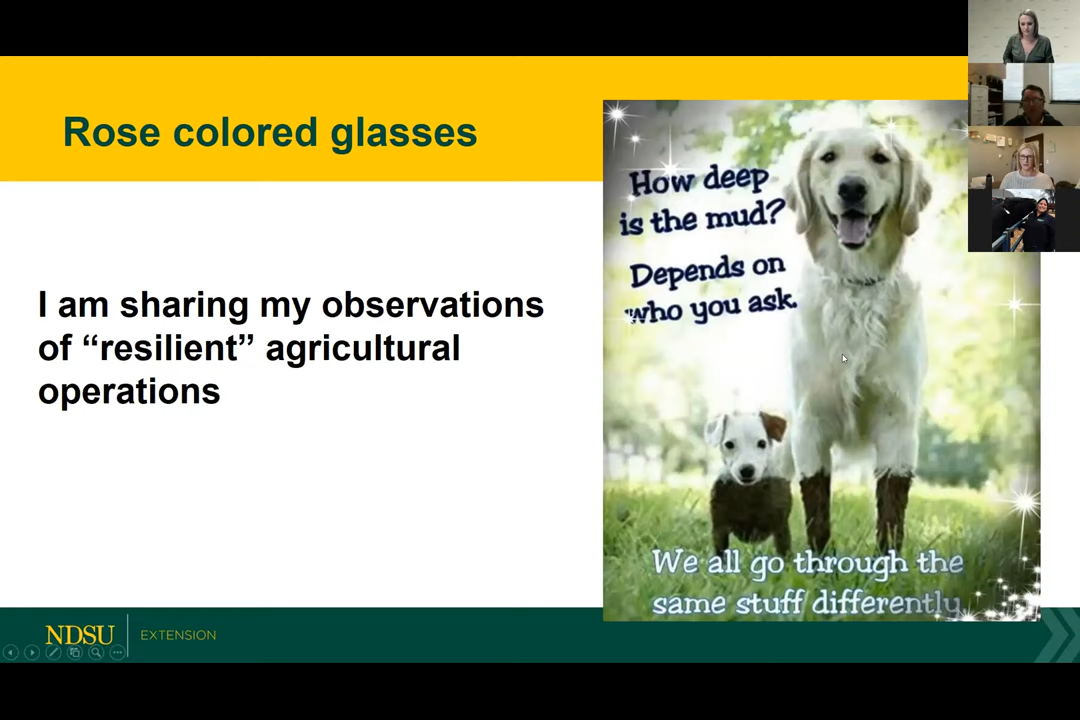 Rose colored glasses
I am sharing my observations
of “resilient” agricultural
operations
How deep
is the mud?
Depends on
who you ask.
We all go through the
same stuff differently.
NDSU
EXTENSION